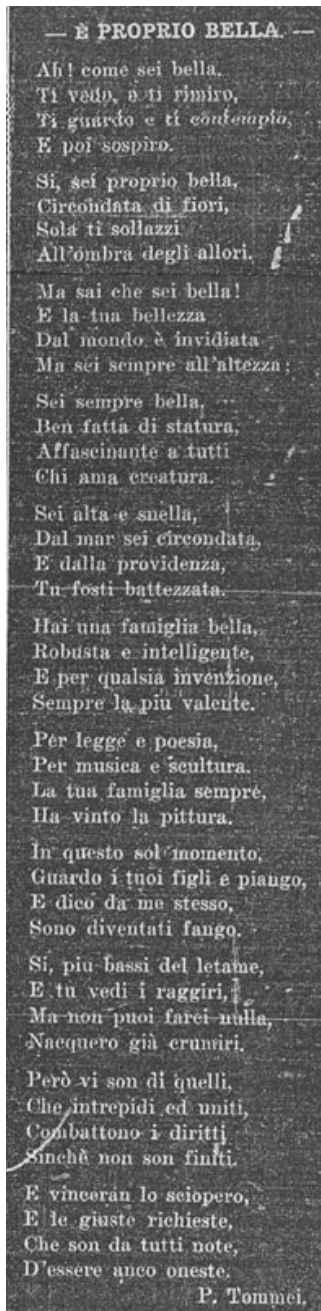 — È PROPRIO BELLA. —
Ah! come sei bella.
Ti vedo, e ti rimiro,
Ti guardo e ti contemplo,
E poi sospiro.
Si, sei proprio bella,
Circondata di fiori,
Sola ti sollazzi
All'ombra degli allori.
Ma sai che sei bella!
E la tua bellezza
Dal mondo è invidiata
Ma sei sempre all'altezza;
Sei sempre bella,
Ben fatta di statura,
Affascinante a tutti
Chi ama creatura.
Sei alta e snella,
Dal mar sei circondata,
E dalla providenza,
Tu fosti battezzata.
Hai una famiglia bella,
Robusta e intelligente,
E per qualsia invenzione,
Sempre la piu valente.
Per legge e poesia,
Per musica e scultura.
La tua famiglia sempre,
Ha vinto la pittura.
In questo sol momento,
Guardo i tuoi figli e piango,
E dico da me stesso,
Sono diventati fango.
Si, piu bassi del letame,
E tu vedi i raggiri,
Ma non puoi farci nulla,
Nacquero già crumiri.
Però vi son di quelli,
Che intrepidi ed uniti,
Combattono i diritti
Sinchè non son finiti.
E vinceran lo sciopero,
E le giuste richieste,
Che son da tutti note,
D'essere anco oneste.
P. Tommei.